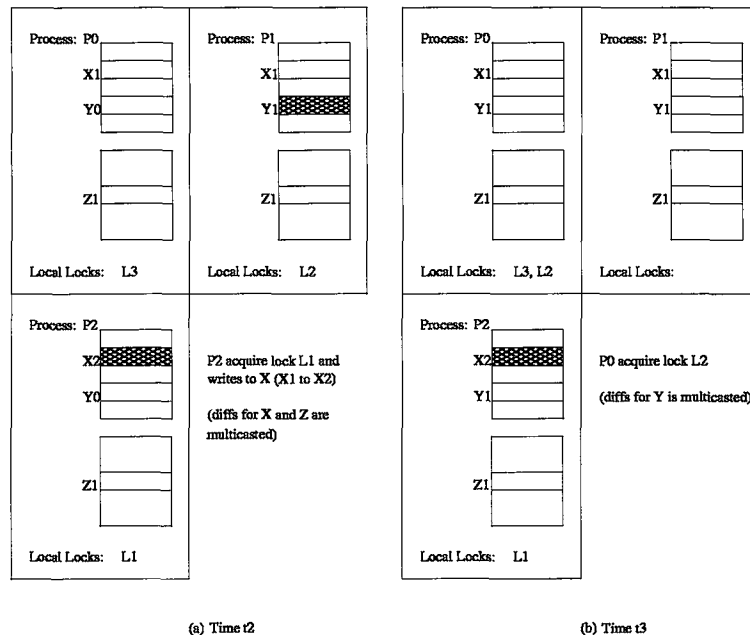 Process: P0
X1
Y0
Z1
Local Locks: L3
Process: P1
X1
Y1
Z1
Local Locks: L2
Process: P2
X2
Y0
Z1
Local Locks: L1
P2 acquire lock L1 and
writes to X (X1 to X2)
(diffs for X and Z are
multicasted)
(a) Time t2
Process: P0
X1
Y1
Z1
Local Locks: L3, L2
Process: P1
X1
Y1
Z1
Local Locks:
Process: P2
X2
Y1
Z1
Local Locks: L1
P0 acquire lock L2
(diffs for Y is multicasted)
(b) Time t3